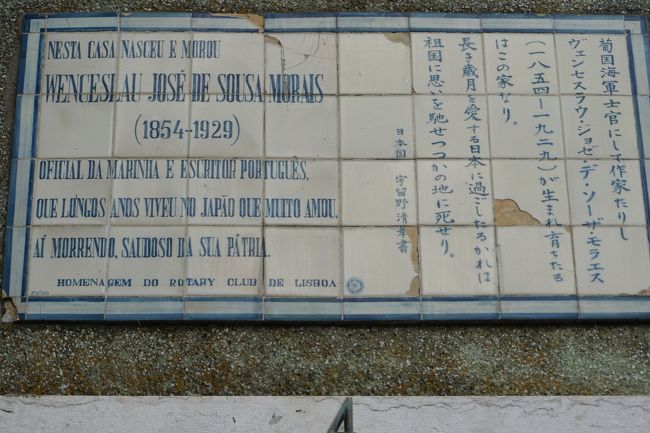 NESTA CASA NASCEU E MOROU
WENCESLAU JOSÉ DE SOUSA MORAIS
(1854-1929)
OFICIAL DA MARINHA E ESCRITOR PORTUGUÊS,
QUE LONGOS ANOS VIVEU NO JAPÃO QUE MUITO AMOU,
AÍ MORRENDO, SAUDOSO DA SUA PÁTRIA.
HOMENAGEM DO ROTARY CLUB DE LISBOA
葡国海軍士官にして作家たりし
ヴェンセスラウ・ジョゼ・デ・ソーザ・モラエス
(一八五四ー一九二九)が生まれ育ちたる
はこの家なり。
長き歳月を愛する日本に過ごしたるかれは
祖国に思いを馳せつつかの地に死せり。
日本国 宇留野清華書